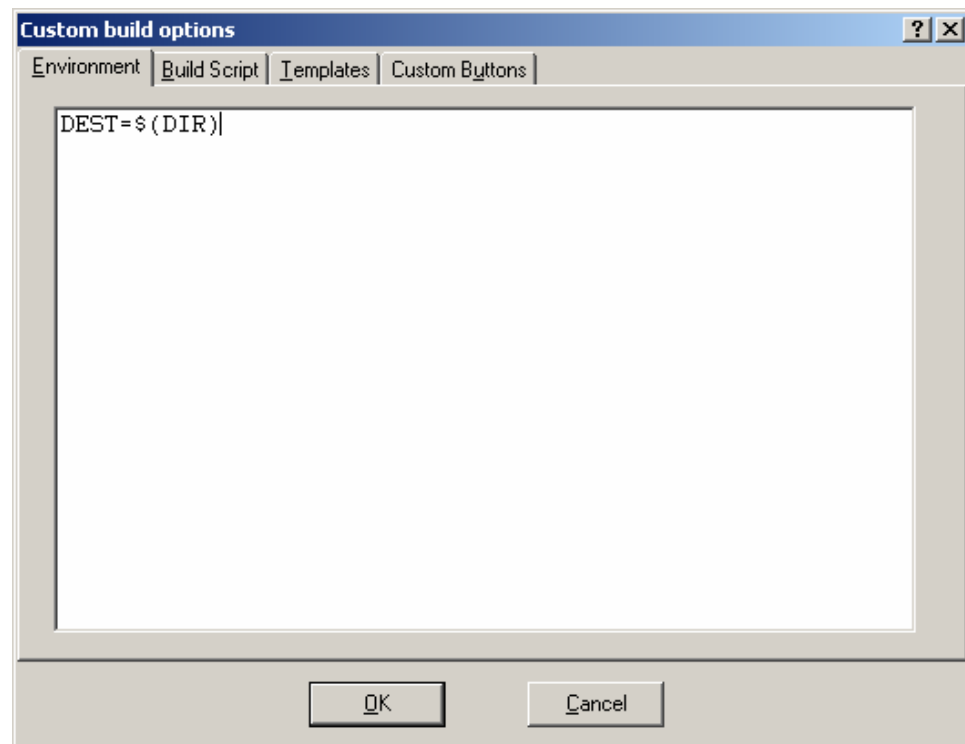 Custom build options
Environment Build Script Templates Custom Buttons
DEST=$(DIR)
OK Cancel